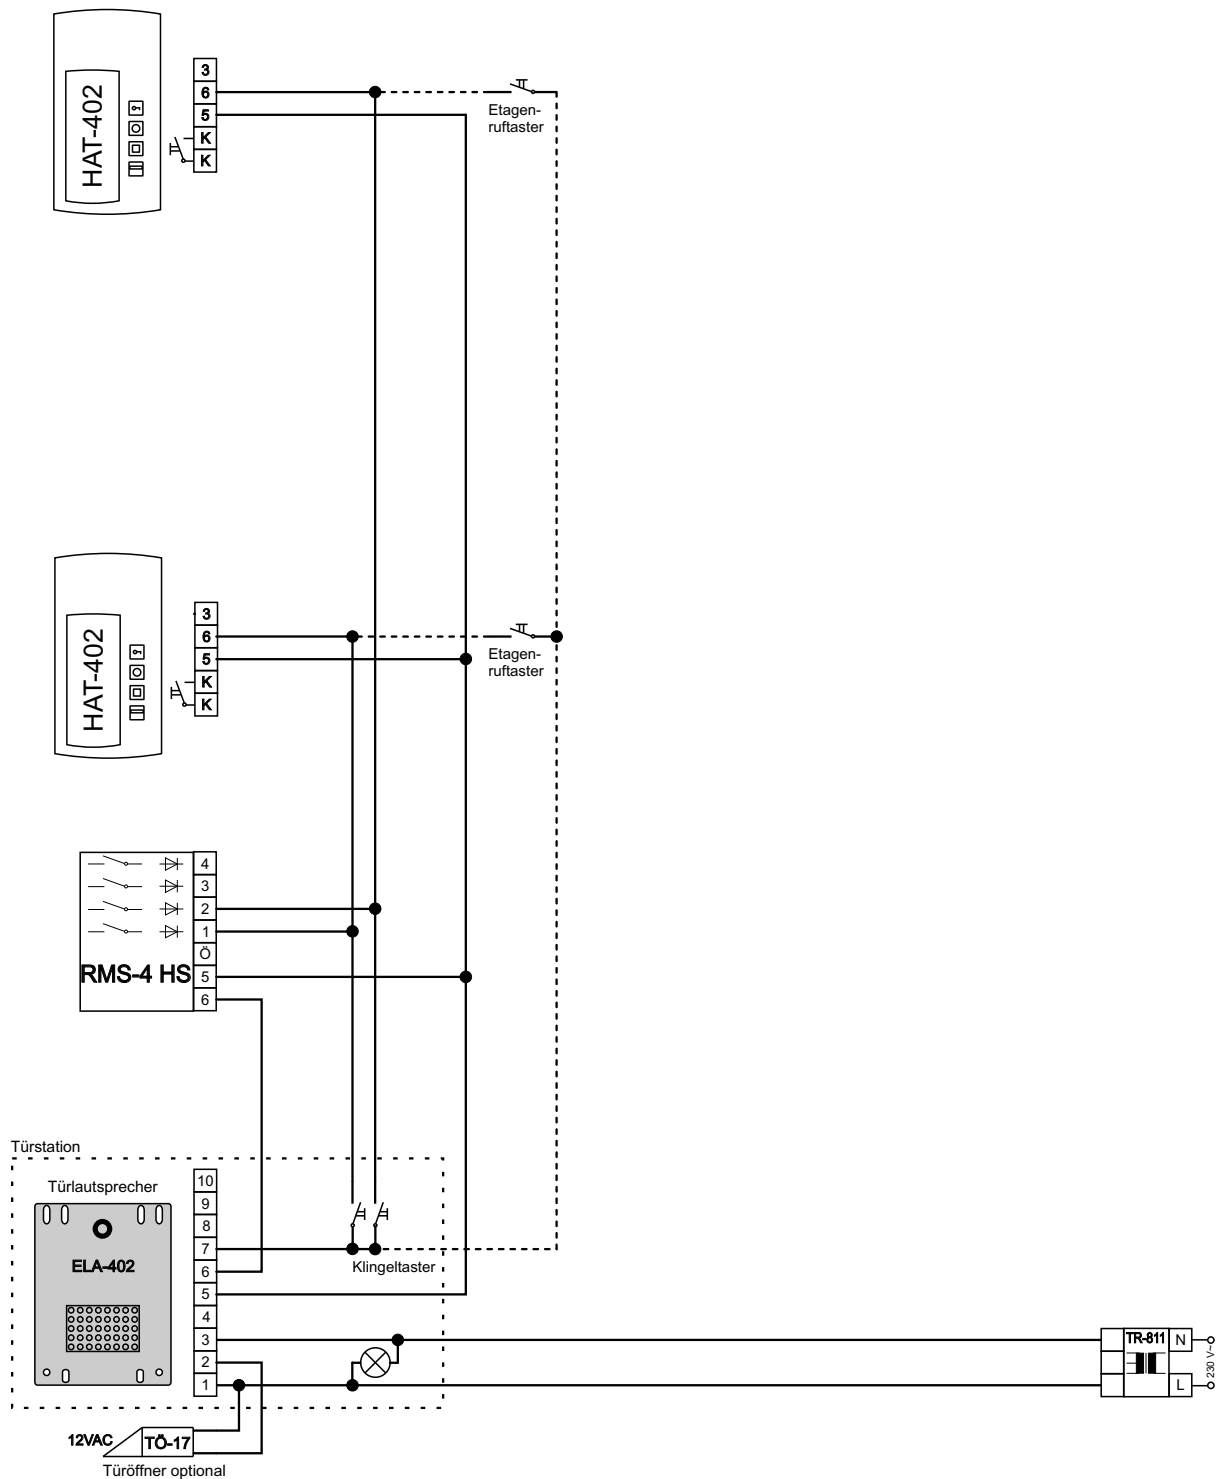 HAT-402
3
6
5
K
K
Etagen-
ruftaster
HAT-402
3
6
5
K
K
Etagen-
ruftaster
RMS-4 HS
4
3
2
1
Ö
5
6
Türstation
Türlautsprecher
ELA-402
10
9
8
7
6
5
4
3
2
1
Klingeltaster
TR-811
N
L
230 V~
12VAC
TÖ-17
Türöffner optional